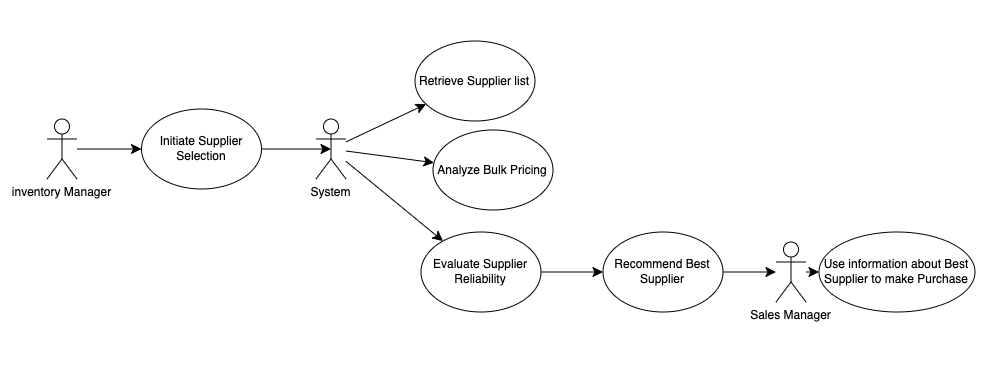 Retrieve Supplier list
Initiate Supplier
Selection
Analyze Bulk Pricing
inventory Manager
System
Evaluate Supplier
Reliability
Recommend Best
Supplier
Use information about Best
Supplier to make Purchase
Sales Manager